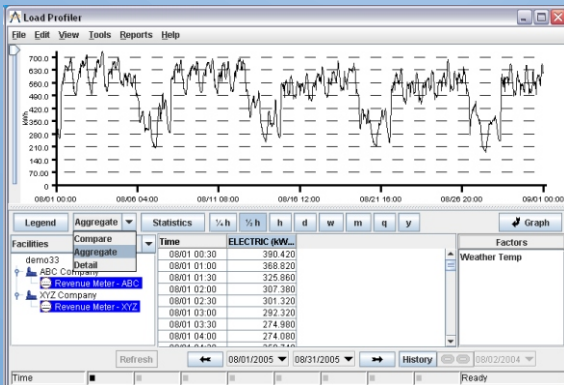 Load Profiler
File Edit View Tools Reports Help
700.0
630.0
560.0
490.0
420.0
350.0
280.0
210.0
140.0
70.00
0
kWh
08/01 00:00 08/06 04:00 08/11 08:00 08/16 12:00 08/21 16:00 08/26 20:00 09/01 00:00
Legend Aggregate Statistics ¼ h ½ h h d w m q y Graph
Compare
Aggregate
Detail
Facilities
demo33
ABC Company
Revenue Meter - ABC
XYZ Company
Revenue Meter - XYZ
Time ELECTRIC (kW...
08/01 00:30 390.420
08/01 01:00 368.820
08/01 01:30 325.860
08/01 02:00 307.380
08/01 02:30 301.320
08/01 03:00 292.320
08/01 03:30 274.980
08/01 04:00 274.080
Factors
Weather Temp
Refresh 08/01/2005 08/31/2005 History 08/02/2004
Time Ready